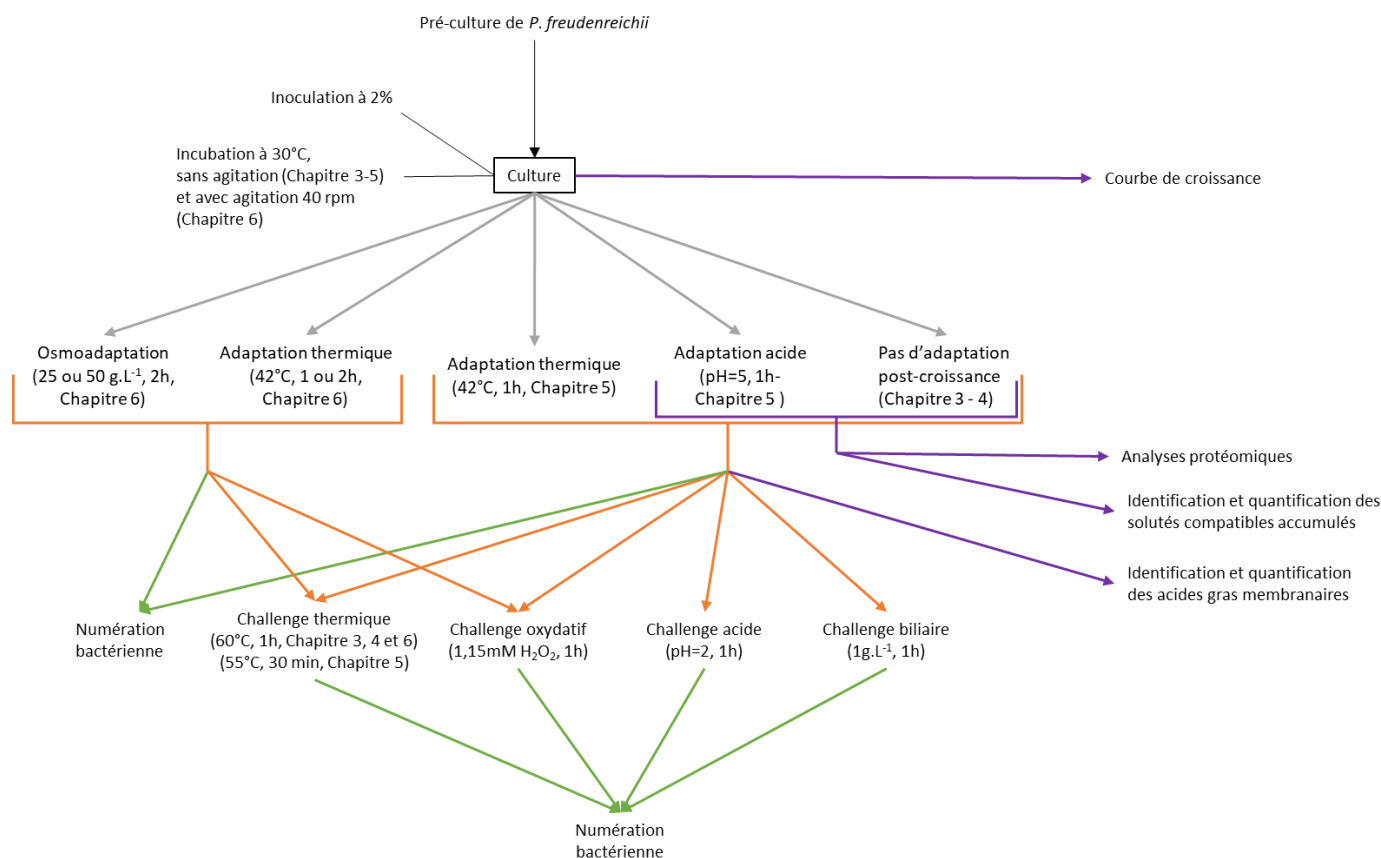 Pré-culture de P. freudenreichii
Inoculation à 2%
Incubation à 30°C,
sans agitation (Chapitre 3-5)
et avec agitation 40 rpm
(Chapitre 6)
Culture
Courbe de croissance
Osmoadaptation
(25 ou 50 g.L-1, 2h,
Chapitre 6)
Adaptation thermique
(42°C, 1 ou 2h,
Chapitre 6)
Adaptation thermique
(42°C, 1h, Chapitre 5)
Adaptation acide
(pH=5, 1h-
Chapitre 5 )
Pas d'adaptation
post-croissance
(Chapitre 3 - 4)
Analyses protéomiques
Identification et quantification des
solutés compatibles accumulés
Identification et quantification
des acides gras membranaires
Numération
bactérienne
Challenge thermique
(60°C, 1h, Chapitre 3, 4 et 6)
(55°C, 30 min, Chapitre 5)
Challenge oxydatif
(1,15mM H2O2, 1h)
Challenge acide
(pH=2, 1h)
Challenge biliaire
(1g.L-1, 1h)
Numération
bactérienne